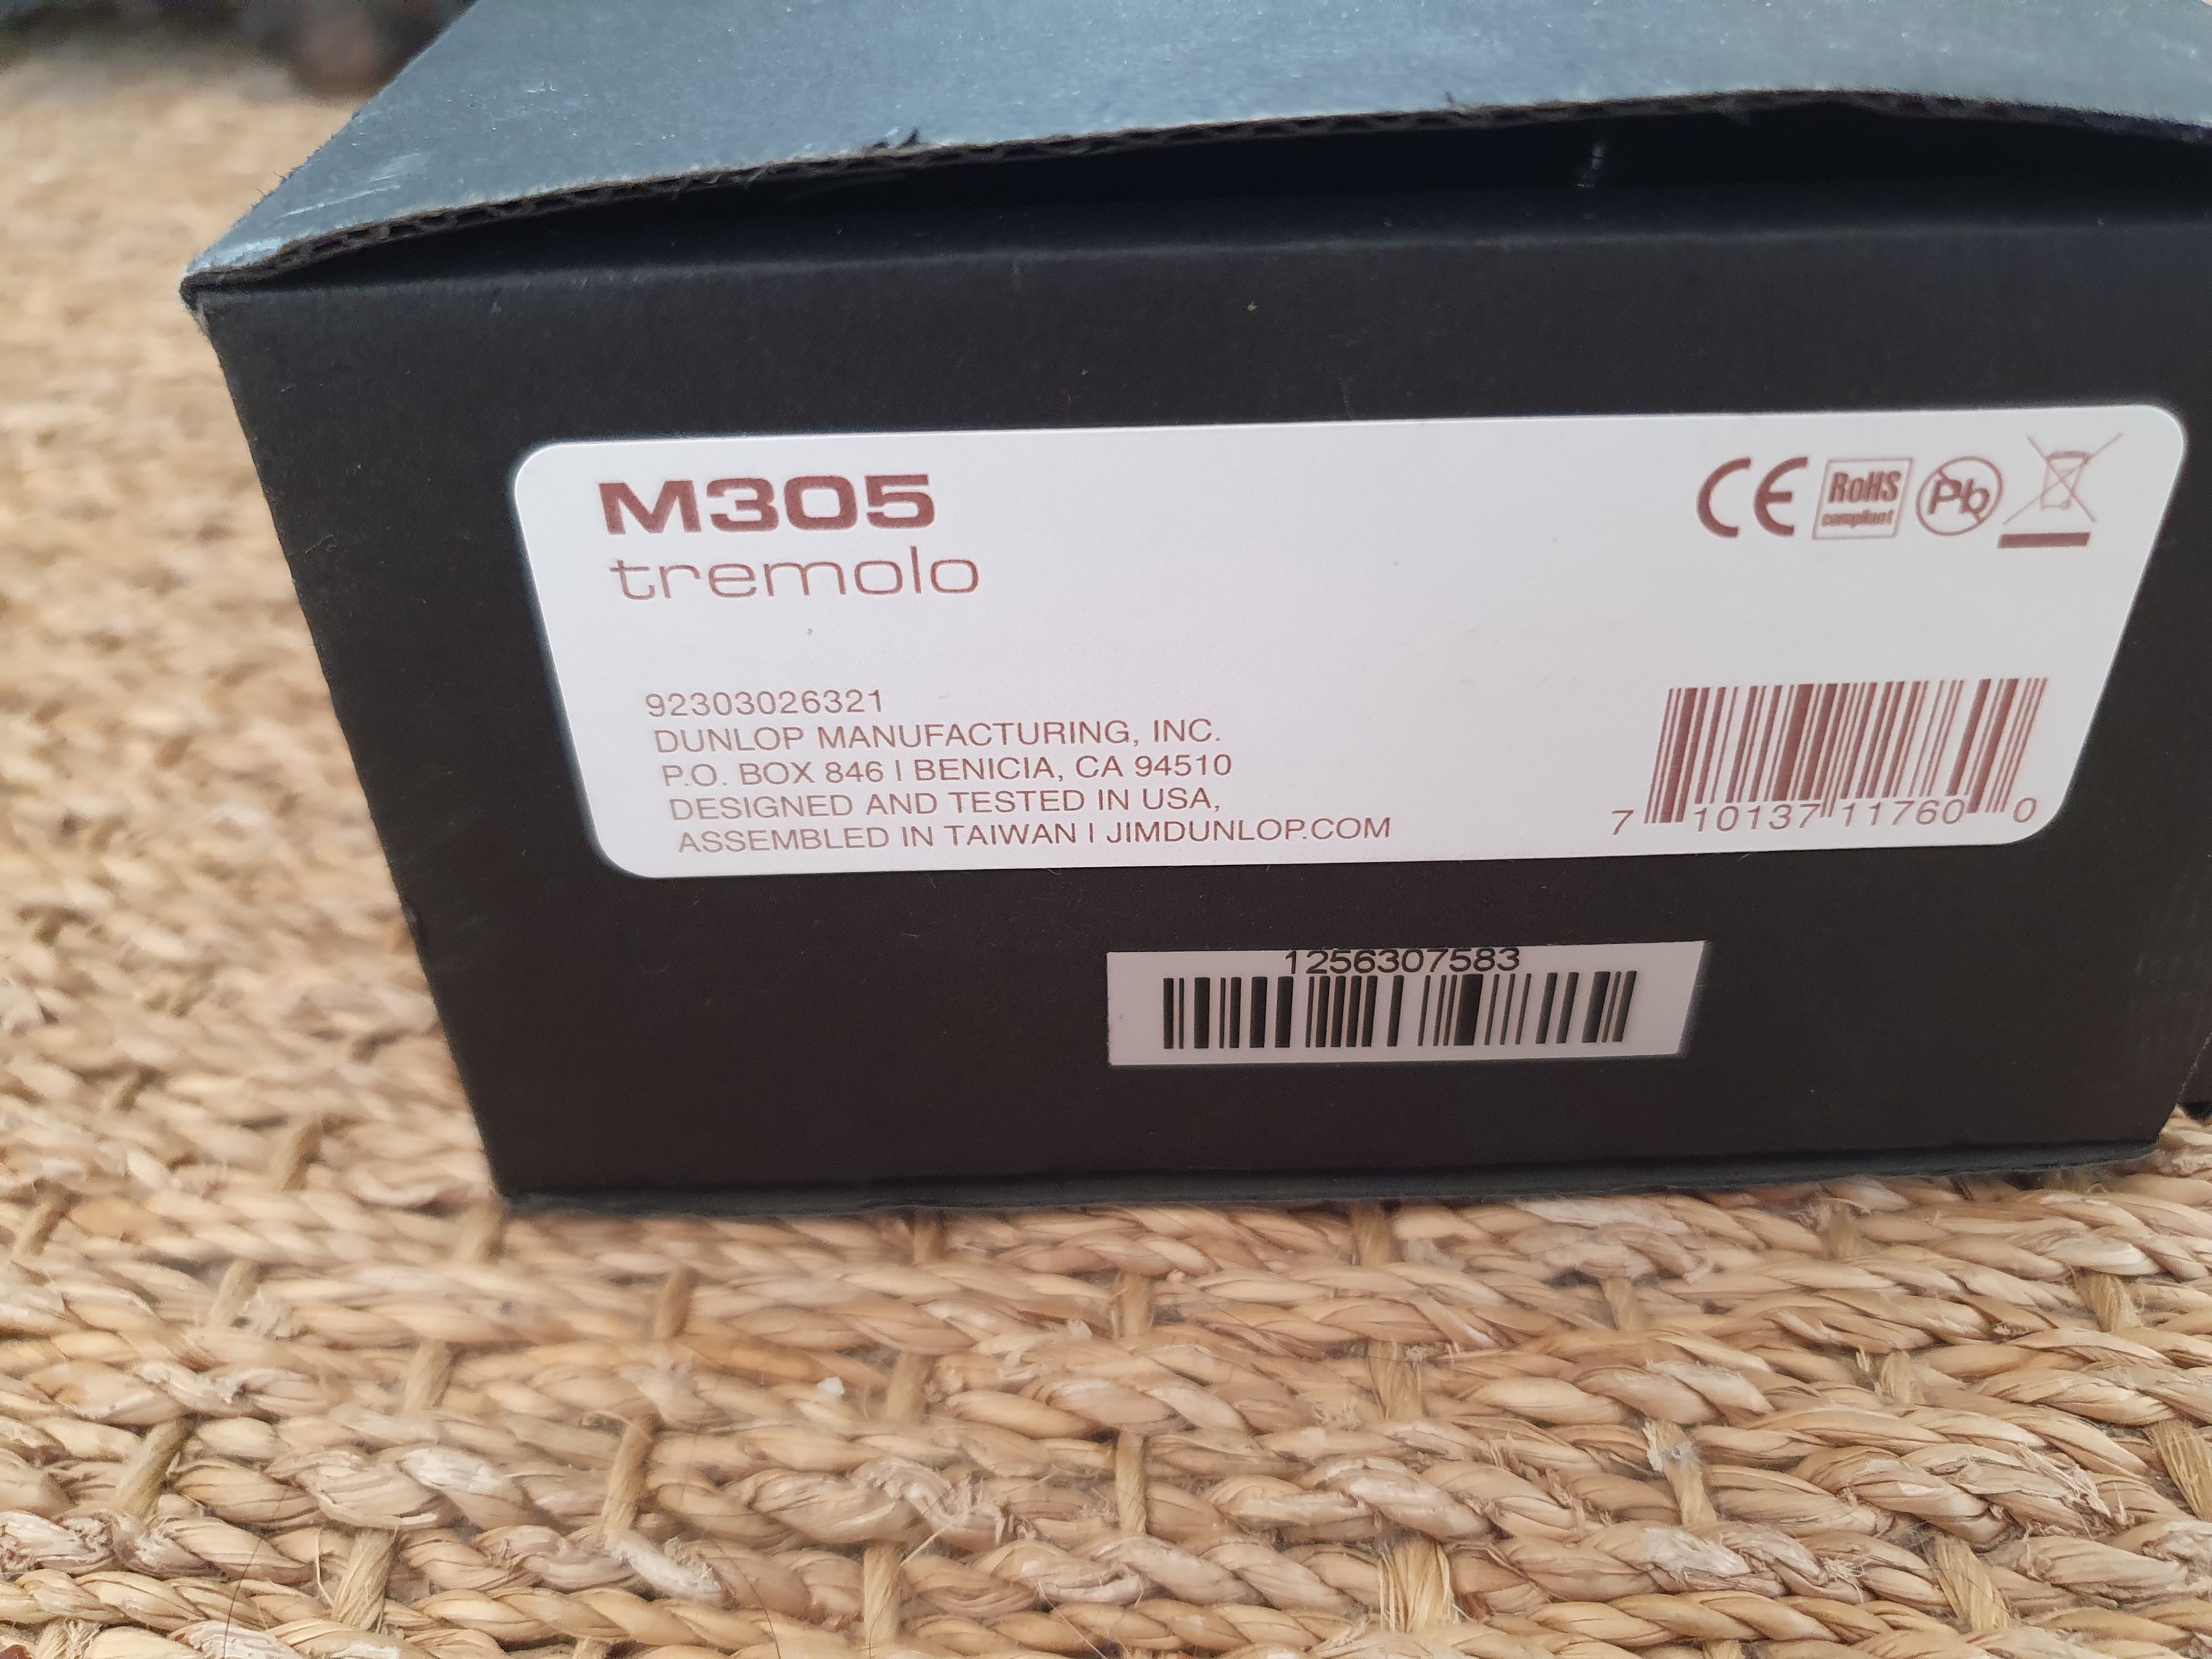 M305
tremolo
CE RoHS compliant Pb
92303026321
DUNLOP MANUFACTURING, INC.
P.O. BOX 846 | BENICIA, CA 94510
DESIGNED AND TESTED IN USA,
ASSEMBLED IN TAIWAN | JIMDUNLOP.COM
7 10137 11760 0
1256307583